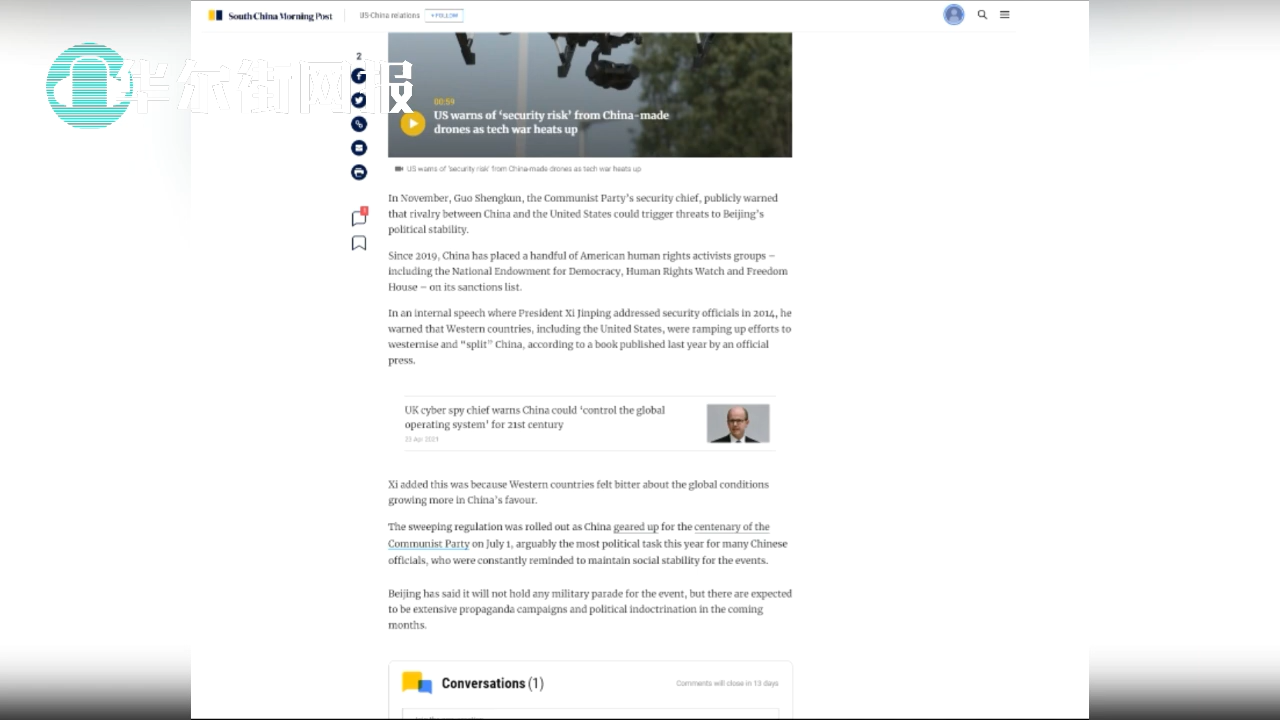 South China Morning Post
US-China relations
+ FOLLOW
2
华尔街网报
00:59
US warns of ‘security risk’ from China-made
drones as tech war heats up
US warns of 'security risk' from China-made drones as tech war heats up
In November, Guo Shengkun, the Communist Party’s security chief, publicly warned
that rivalry between China and the United States could trigger threats to Beijing’s
political stability.
Since 2019, China has placed a handful of American human rights activists groups –
including the National Endowment for Democracy, Human Rights Watch and Freedom
House – on its sanctions list.
In an internal speech where President Xi Jinping addressed security officials in 2014, he
warned that Western countries, including the United States, were ramping up efforts to
westernise and “split” China, according to a book published last year by an official
press.
UK cyber spy chief warns China could ‘control the global
operating system’ for 21st century
23 Apr 2021
Xi added this was because Western countries felt bitter about the global conditions
growing more in China’s favour.
The sweeping regulation was rolled out as China geared up for the centenary of the
Communist Party on July 1, arguably the most political task this year for many Chinese
officials, who were constantly reminded to maintain social stability for the events.
Beijing has said it will not hold any military parade for the event, but there are expected
to be extensive propaganda campaigns and political indoctrination in the coming
months.
Conversations (1)
Comments will close in 13 days